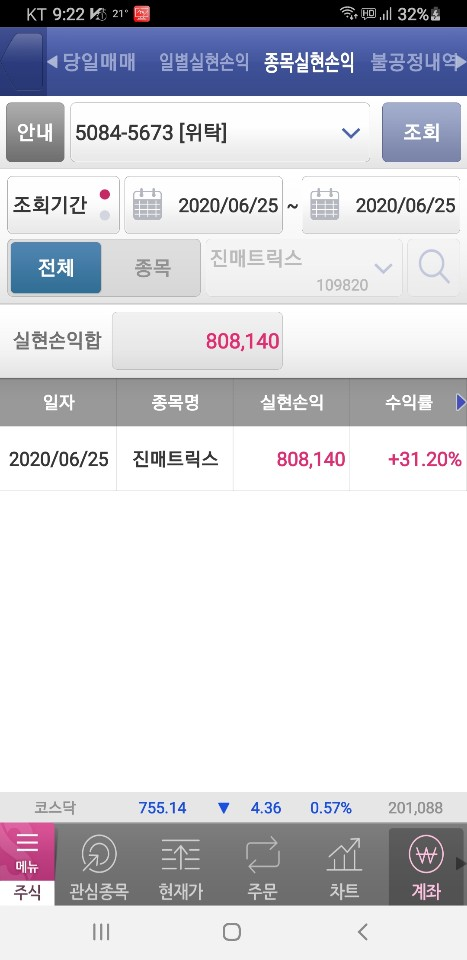 KT 9:22 21° 32%
당일매매 일별실현손익 종목실현손익 불공정내역
안내 5084-5673 [위탁] 조회
조회기간 2020/06/25 ~ 2020/06/25
전체 종목 진매트릭스
109820
실현손익합 808,140
일자 종목명 실현손익 수익률
2020/06/25 진매트릭스 808,140 +31.20%
코스닥 755.14 ▼ 4.36 0.57% 201,088
메뉴
주식 관심종목 현재가 주문 차트 계좌